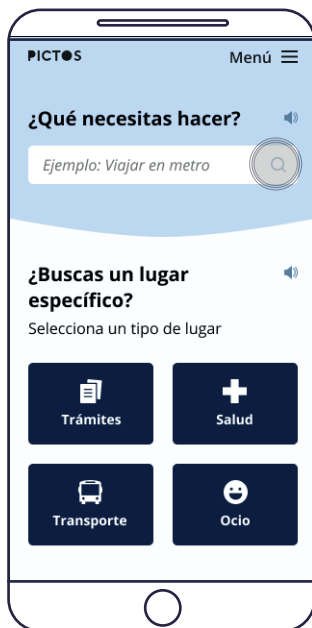 PICTOS
Menú
¿Qué necesitas hacer?
Ejemplo: Viajar en metro
¿Buscas un lugar
específico?
Selecciona un tipo de lugar
Trámites
Salud
Transporte
Ocio